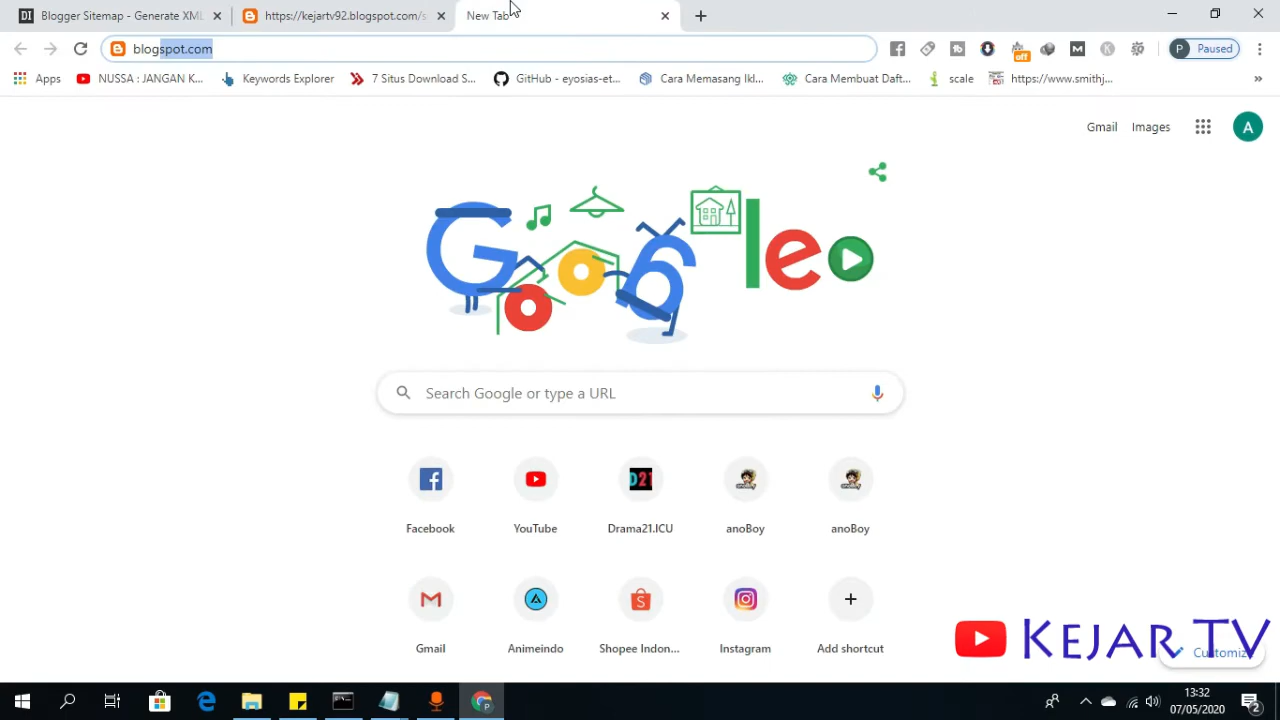 Blogger Sitemap - Generate XML
https://kejartv92.blogspot.com/s
New Tab
blogspot.com
Paused
Apps
NUSSA : JANGAN K...
Keywords Explorer
7 Situs Download S...
GitHub - eyosias-et...
Cara Memasang Ikl...
Cara Membuat Daft...
scale
https://www.smithj...
Gmail
Images
A
Google
Search Google or type a URL
Facebook
YouTube
Drama21.ICU
anoBoy
anoBoy
Gmail
Animeindo
Shopee Indon...
Instagram
Add shortcut
KEJAR TV
Customize
13:32
07/05/2020